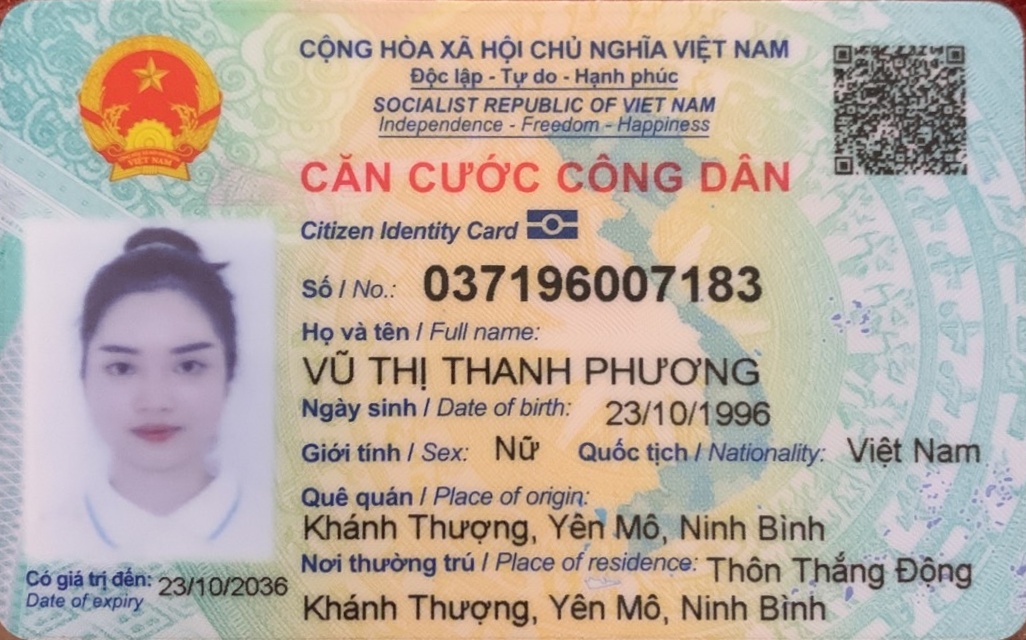 CỘNG HÒA XÃ HỘI CHỦ NGHĨA VIỆT NAM
Độc lập - Tự do - Hạnh phúc
SOCIALIST REPUBLIC OF VIET NAM
Independence - Freedom - Happiness
VIỆT NAM
CĂN CƯỚC CÔNG DÂN
Citizen Identity Card
Số / No.: 037196007183
Họ và tên / Full name:
VŨ THỊ THANH PHƯƠNG
Ngày sinh / Date of birth: 23/10/1996
Giới tính / Sex: Nữ Quốc tịch / Nationality: Việt Nam
Quê quán / Place of origin:
Khánh Thượng, Yên Mô, Ninh Bình
Nơi thường trú / Place of residence: Thôn Thắng Động
Khánh Thượng, Yên Mô, Ninh Bình
Có giá trị đến: 23/10/2036
Date of expiry